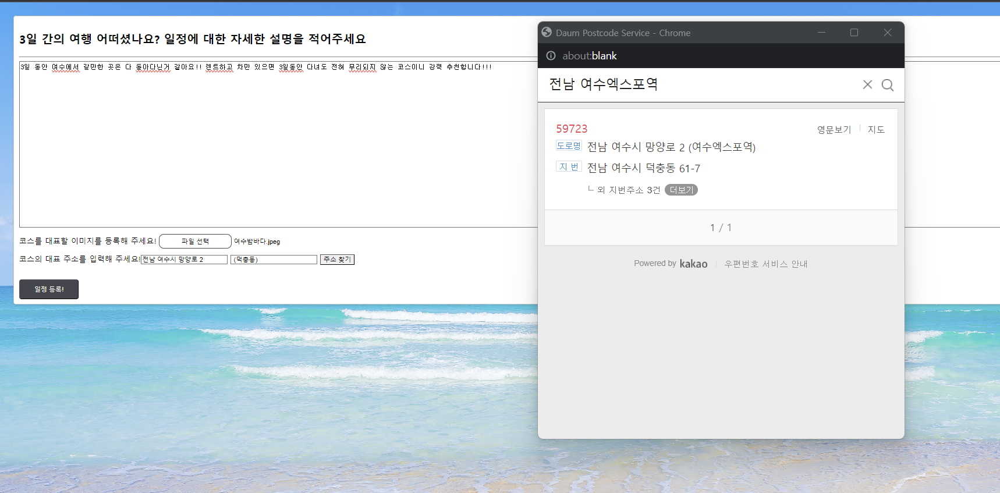 3일 간의 여행 어떠셨나요? 일정에 대한 자세한 설명을 적어주세요
3일 동안 여수에서 갈만한 곳은 다 돌아다닌거 같아요!! 렌트하고 차만 있으면 3일동안 다녀도 전혀 무리되지 않는 코스이니 강력 추천합니다!!!
코스를 대표할 이미지를 등록해 주세요! 파일 선택 여수밤바다.jpeg
코스의 대표 주소를 입력해 주세요! 전남 여수시 망양로 2 (덕충동) 주소 찾기
일정 등록!
Daum Postcode Service - Chrome
about:blank
전남 여수엑스포역
59723 영문보기 지도
도로명 전남 여수시 망양로 2 (여수엑스포역)
지 번 전남 여수시 덕충동 61-7
외 지번주소 3건 더보기
1 / 1
Powered by kakao 우편번호 서비스 안내